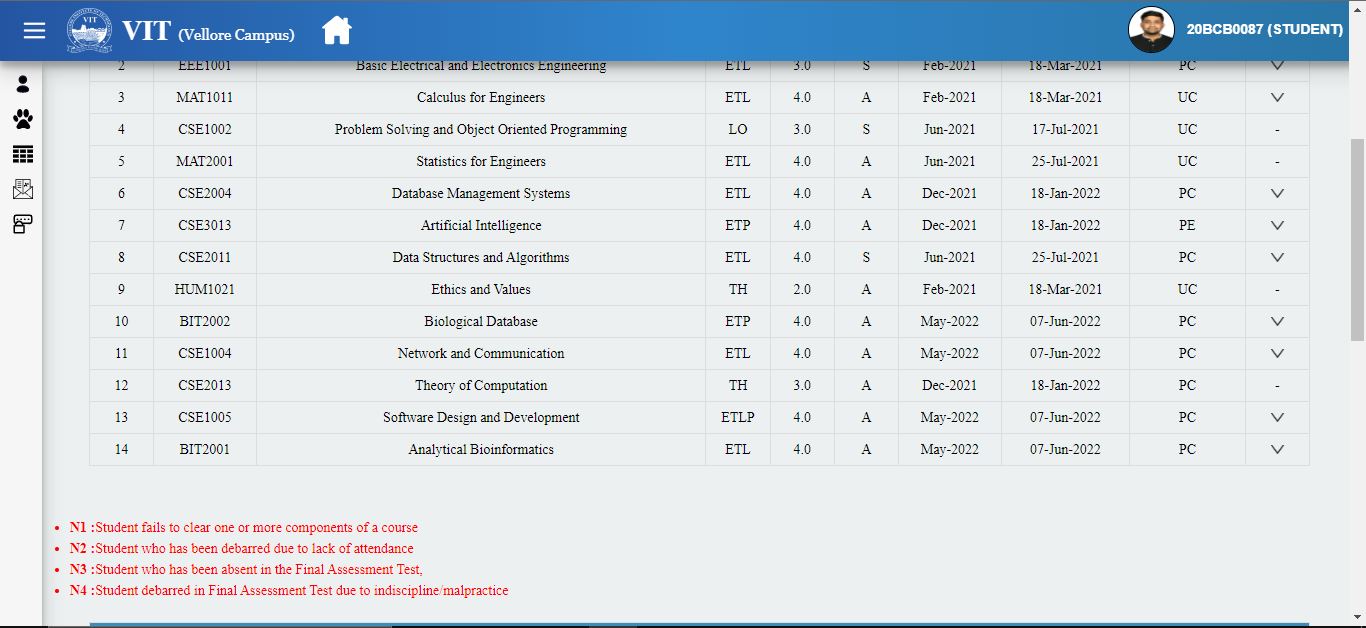 VIT (Vellore Campus)
20BCB0087 (STUDENT)
2 EEE1001 Basic Electrical and Electronics Engineering ETL 3.0 S Feb-2021 18-Mar-2021 PC
3 MAT1011 Calculus for Engineers ETL 4.0 A Feb-2021 18-Mar-2021 UC
4 CSE1002 Problem Solving and Object Oriented Programming LO 3.0 S Jun-2021 17-Jul-2021 UC -
5 MAT2001 Statistics for Engineers ETL 4.0 A Jun-2021 25-Jul-2021 UC -
6 CSE2004 Database Management Systems ETL 4.0 A Dec-2021 18-Jan-2022 PC
7 CSE3013 Artificial Intelligence ETP 4.0 A Dec-2021 18-Jan-2022 PE
8 CSE2011 Data Structures and Algorithms ETL 4.0 S Jun-2021 25-Jul-2021 PC
9 HUM1021 Ethics and Values TH 2.0 A Feb-2021 18-Mar-2021 UC -
10 BIT2002 Biological Database ETP 4.0 A May-2022 07-Jun-2022 PC
11 CSE1004 Network and Communication ETL 4.0 A May-2022 07-Jun-2022 PC
12 CSE2013 Theory of Computation TH 3.0 A Dec-2021 18-Jan-2022 PC -
13 CSE1005 Software Design and Development ETLP 4.0 A May-2022 07-Jun-2022 PC
14 BIT2001 Analytical Bioinformatics ETL 4.0 A May-2022 07-Jun-2022 PC
• N1 :Student fails to clear one or more components of a course
• N2 :Student who has been debarred due to lack of attendance
• N3 :Student who has been absent in the Final Assessment Test,
• N4 :Student debarred in Final Assessment Test due to indiscipline/malpractice